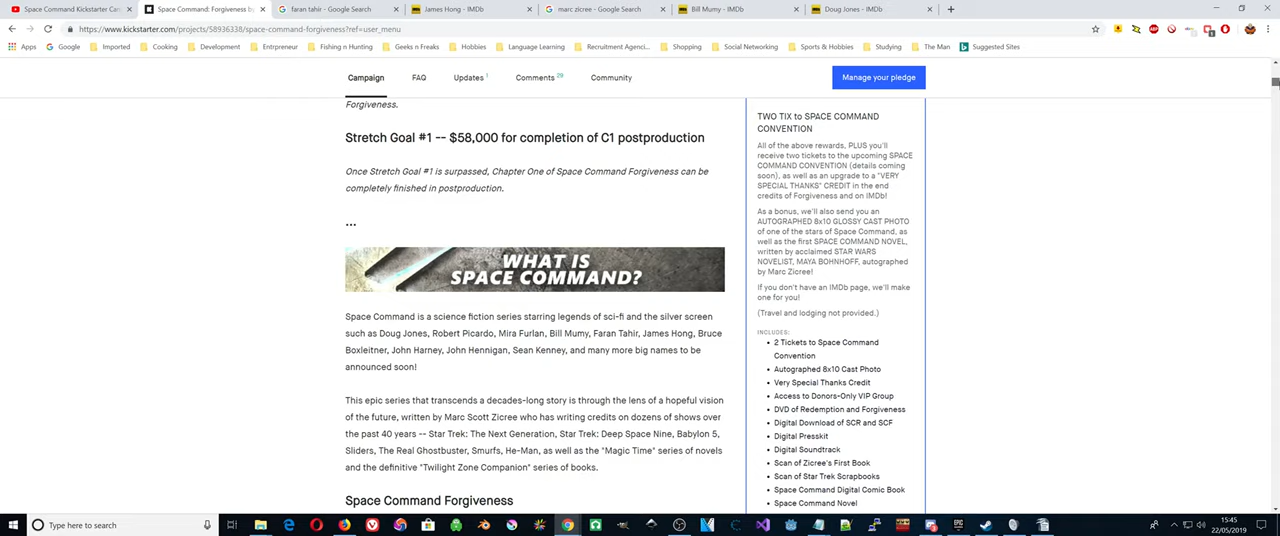 Space Command Kickstarter Car
Space Command: Forgiveness by
faran tahir - Google Search
James Hong - IMDb
marc zicree - Google Search
Bill Mumy - IMDb
Doug Jones - IMDb
https://www.kickstarter.com/projects/58936338/space-command-forgiveness?ref=user_menu
Apps
Google
Imported
Cooking
Development
Entrpreneur
Fishing n Hunting
Geeks n Freaks
Hobbies
Language Learning
Recruitment Agenci...
Shopping
Social Networking
Sports & Hobbies
Studying
The Man
Suggested Sites
Campaign
FAQ
Updates 1
Comments 28
Community
Manage your pledge
Forgiveness.
Stretch Goal #1 -- $58,000 for completion of C1 postproduction
Once Stretch Goal #1 is surpassed, Chapter One of Space Command Forgiveness can be
completely finished in postproduction.
...
WHAT IS
SPACE COMMAND?
Space Command is a science fiction series starring legends of sci-fi and the silver screen
such as Doug Jones, Robert Picardo, Mira Furlan, Bill Mumy, Faran Tahir, James Hong, Bruce
Boxleitner, John Harney, John Hennigan, Sean Kenney, and many more big names to be
announced soon!
This epic series that transcends a decades-long story is through the lens of a hopeful vision
of the future, written by Marc Scott Zicree who has writing credits on dozens of shows over
the past 40 years -- Star Trek: The Next Generation, Star Trek: Deep Space Nine, Babylon 5,
Sliders, The Real Ghostbuster, Smurfs, He-Man, as well as the "Magic Time" series of novels
and the definitive "Twilight Zone Companion" series of books.
Space Command Forgiveness
TWO TIX to SPACE COMMAND
CONVENTION
All of the above rewards, PLUS you'll
receive two tickets to the upcoming SPACE
COMMAND CONVENTION (details coming
soon), as well as an upgrade to a "VERY
SPECIAL THANKS" CREDIT in the end
credits of Forgiveness and on IMDb!
As a bonus, we'll also send you an
AUTOGRAPHED 8x10 GLOSSY CAST PHOTO
of one of the stars of Space Command, as
well as the first SPACE COMMAND NOVEL,
written by acclaimed STAR WARS
NOVELIST, MAYA BOHNHOFF, autographed
by Marc Zicree!
If you don't have an IMDb page, we'll make
one for you!
(Travel and lodging not provided.)
INCLUDES:
2 Tickets to Space Command
Convention
Autographed 8x10 Cast Photo
Very Special Thanks Credit
Access to Donors-Only VIP Group
DVD of Redemption and Forgiveness
Digital Download of SCR and SCF
Digital Presskit
Digital Soundtrack
Scan of Zicree's First Book
Scan of Star Trek Scrapbooks
Space Command Digital Comic Book
Space Command Novel
Type here to search
15:45
22/05/2019